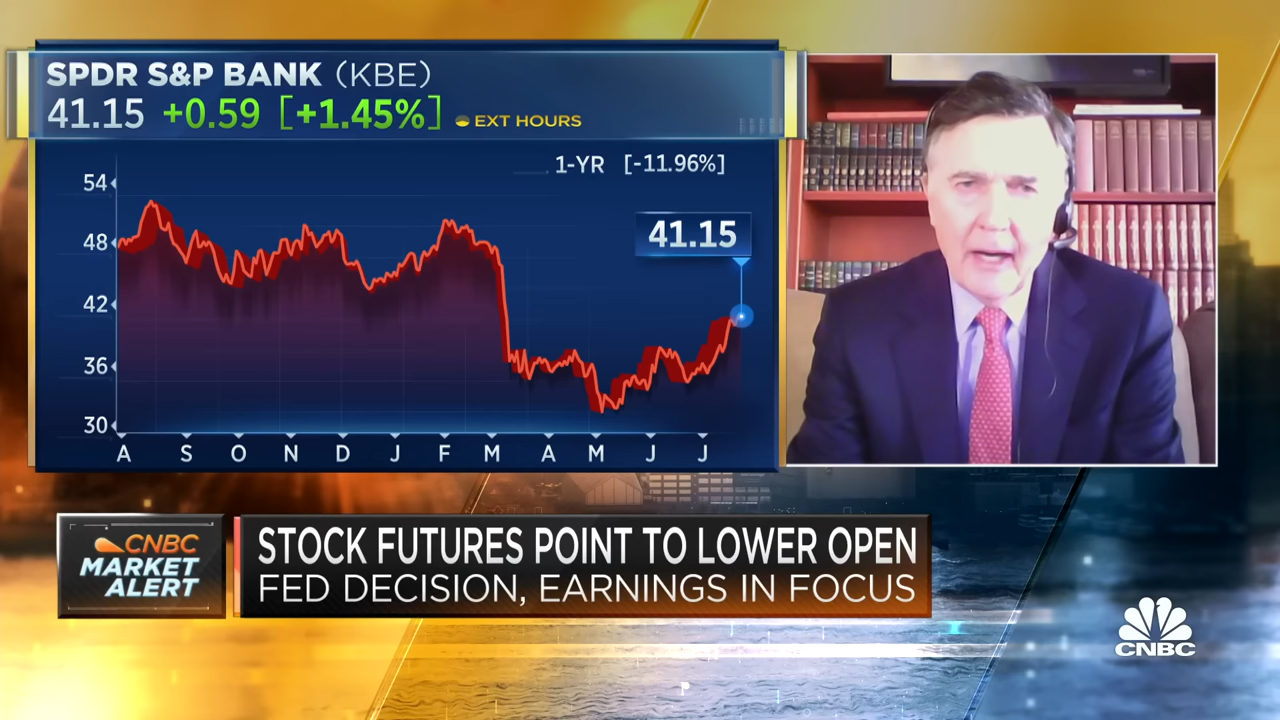 SPDR S&P BANK (KBE)
41.15 +0.59 [+1.45%] EXT HOURS
1-YR [-11.96%]
54
48
42
36
30
41.15
A S O N D J F M A M J J
CNBC
MARKET
ALERT
STOCK FUTURES POINT TO LOWER OPEN
FED DECISION, EARNINGS IN FOCUS
CNBC